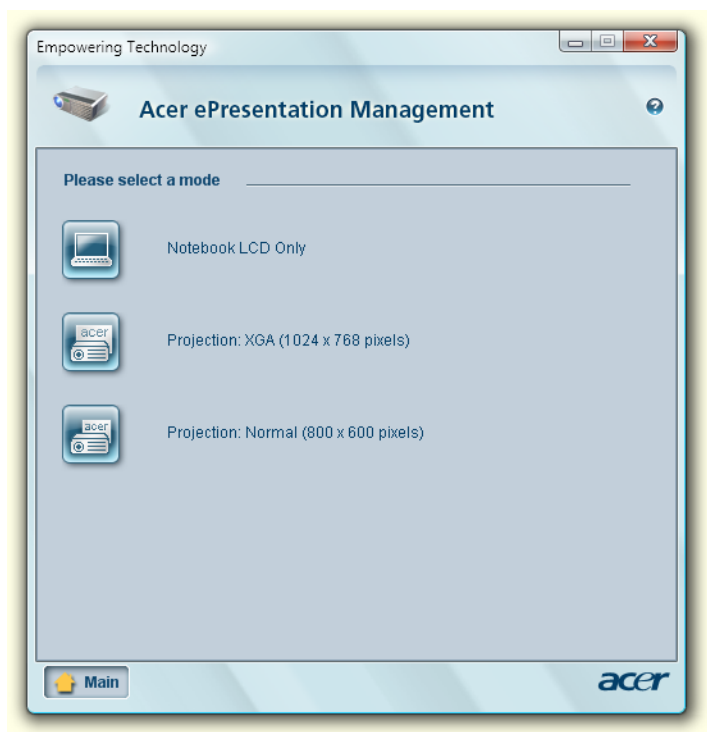 Empowering Technology
Acer ePresentation Management
Please select a mode
Notebook LCD Only
acer
Projection: XGA (1024 x 768 pixels)
acer
Projection: Normal (800 x 600 pixels)
Main
acer